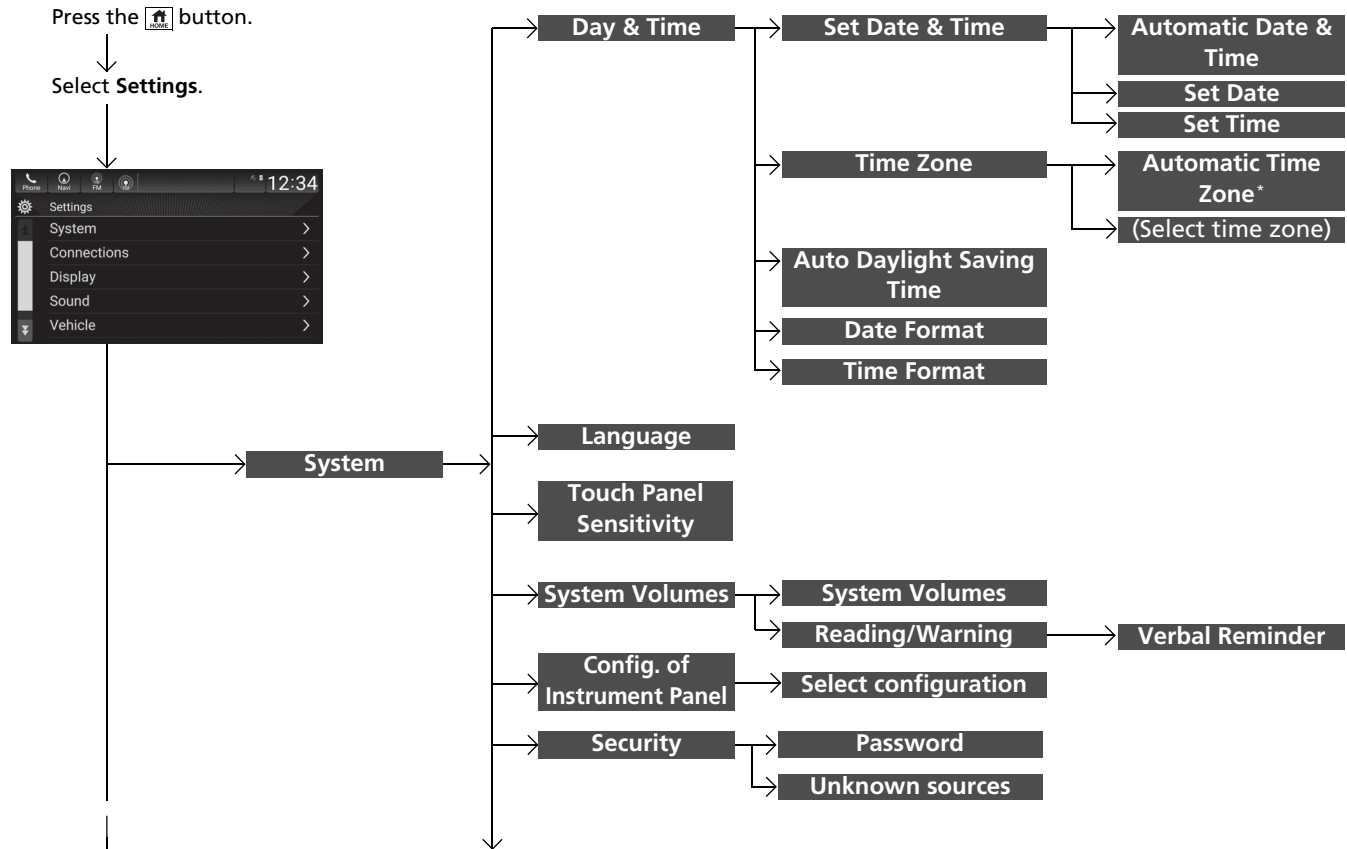 Press the HOME button.
Select Settings.
Phone Navi FM 12:34
Settings
System
Connections
Display
Sound
Vehicle
System
Day & Time
Set Date & Time
Automatic Date &
Time
Set Date
Set Time
Time Zone
Automatic Time
Zone*
(Select time zone)
Auto Daylight Saving
Time
Date Format
Time Format
Language
Touch Panel
Sensitivity
System Volumes
System Volumes
Reading/Warning
Verbal Reminder
Config. of
Instrument Panel
Select configuration
Security
Password
Unknown sources